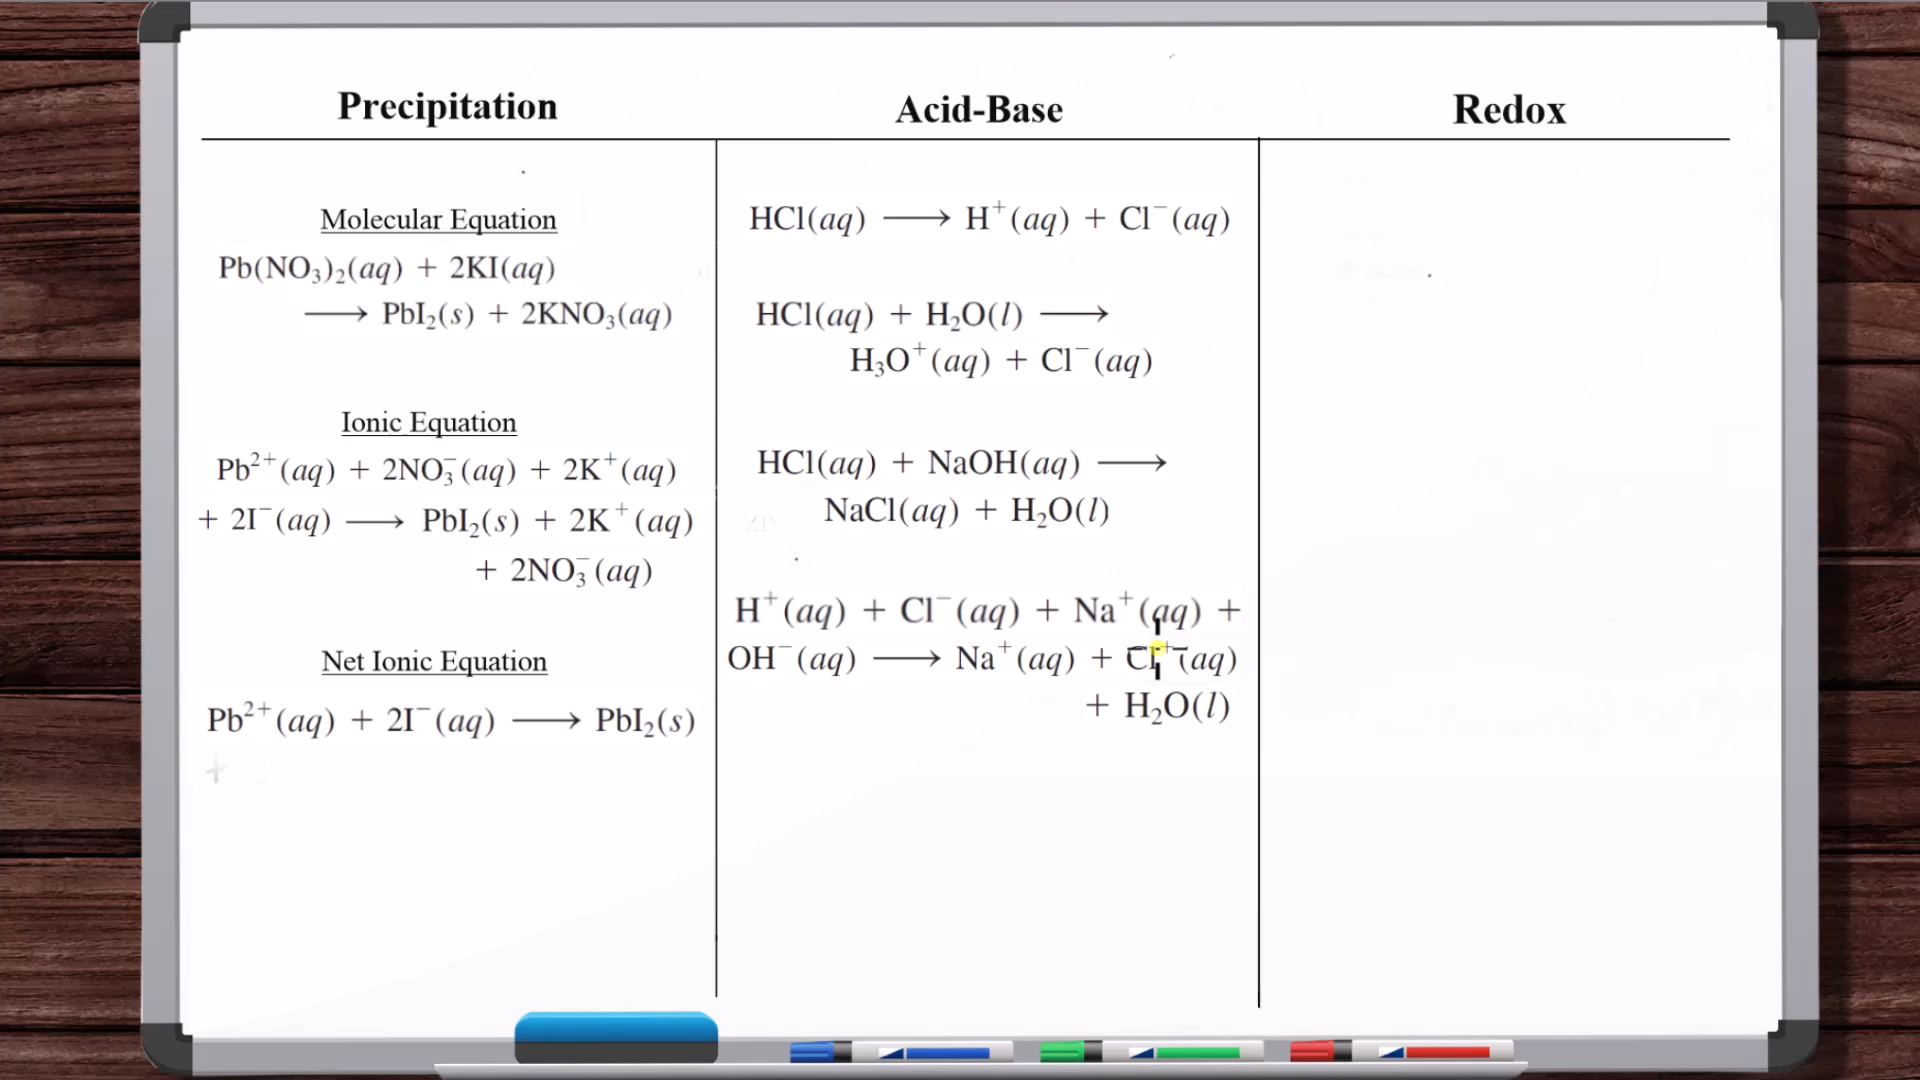 Precipitation
Molecular Equation
Pb(NO₃)₂(aq) + 2KI(aq)
⟶ PbI₂(s) + 2KNO₃(aq)
Ionic Equation
Pb²⁺(aq) + 2NO₃⁻(aq) + 2K⁺(aq)
+ 2I⁻(aq) ⟶ PbI₂(s) + 2K⁺(aq)
+ 2NO₃⁻(aq)
Net Ionic Equation
Pb²⁺(aq) + 2I⁻(aq) ⟶ PbI₂(s)
Acid-Base
HCl(aq) ⟶ H⁺(aq) + Cl⁻(aq)
HCl(aq) + H₂O(l) ⟶
H₃O⁺(aq) + Cl⁻(aq)
HCl(aq) + NaOH(aq) ⟶
NaCl(aq) + H₂O(l)
H⁺(aq) + Cl⁻(aq) + Na⁺(aq) +
OH⁻(aq) ⟶ Na⁺(aq) + Cl⁻(aq)
+ H₂O(l)
Redox